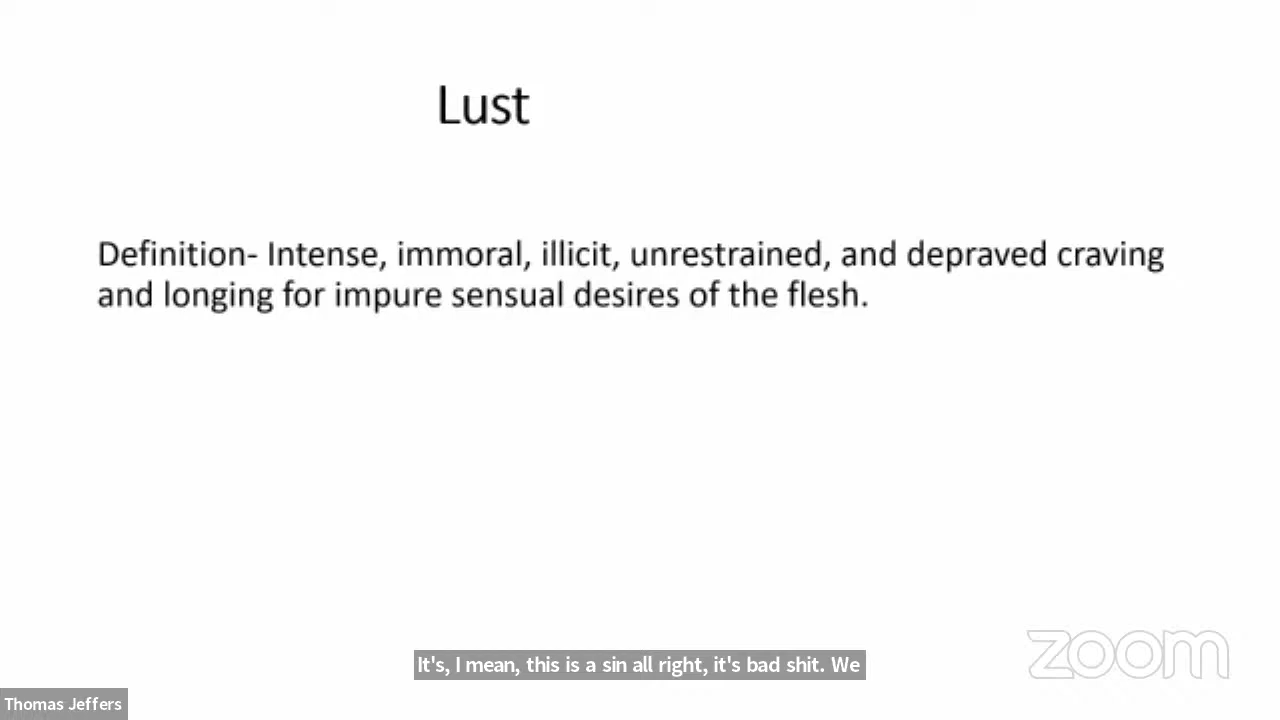 Lust
Definition- Intense, immoral, illicit, unrestrained, and depraved craving
and longing for impure sensual desires of the flesh.
It's, I mean, this is a sin all right, it's bad shit. We
zoom
Thomas Jeffers